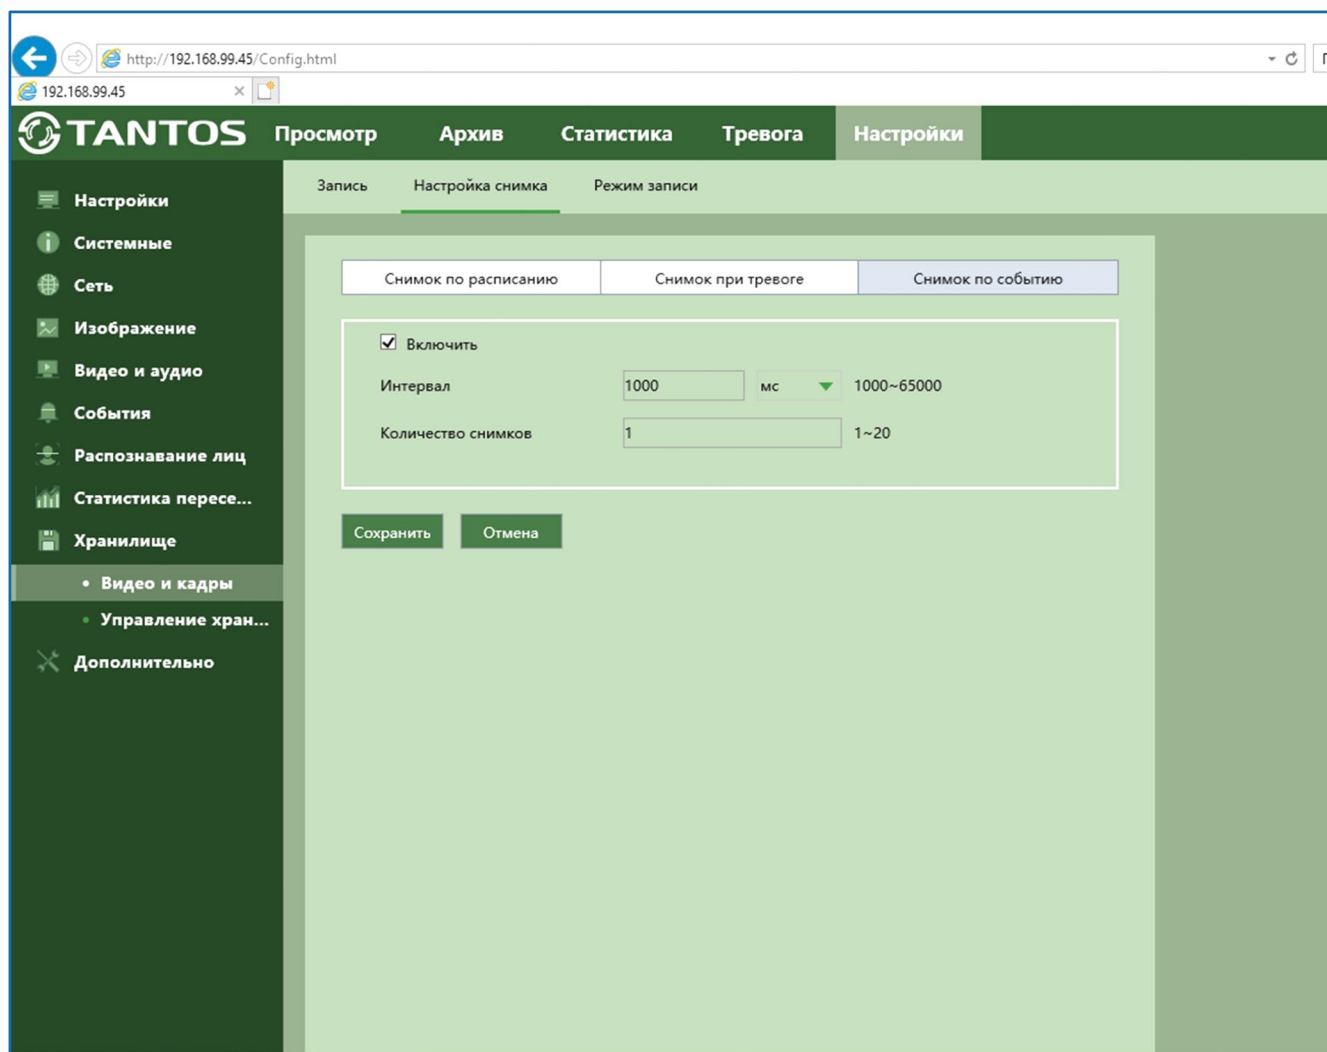 http://192.168.99.45/Config.html
192.168.99.45
TANTOS Просмотр Архив Статистика Тревога Настройки
Запись Настройка снимка Режим записи
Настройки
Системные
Сеть
Изображение
Видео и аудио
События
Распознавание лиц
Статистика пересе...
Хранилище
• Видео и кадры
• Управление хран...
Дополнительно
Снимок по расписанию Снимок при тревоге Снимок по событию
Включить
Интервал 1000 мс 1000~65000
Количество снимков 1 1~20
Сохранить Отмена